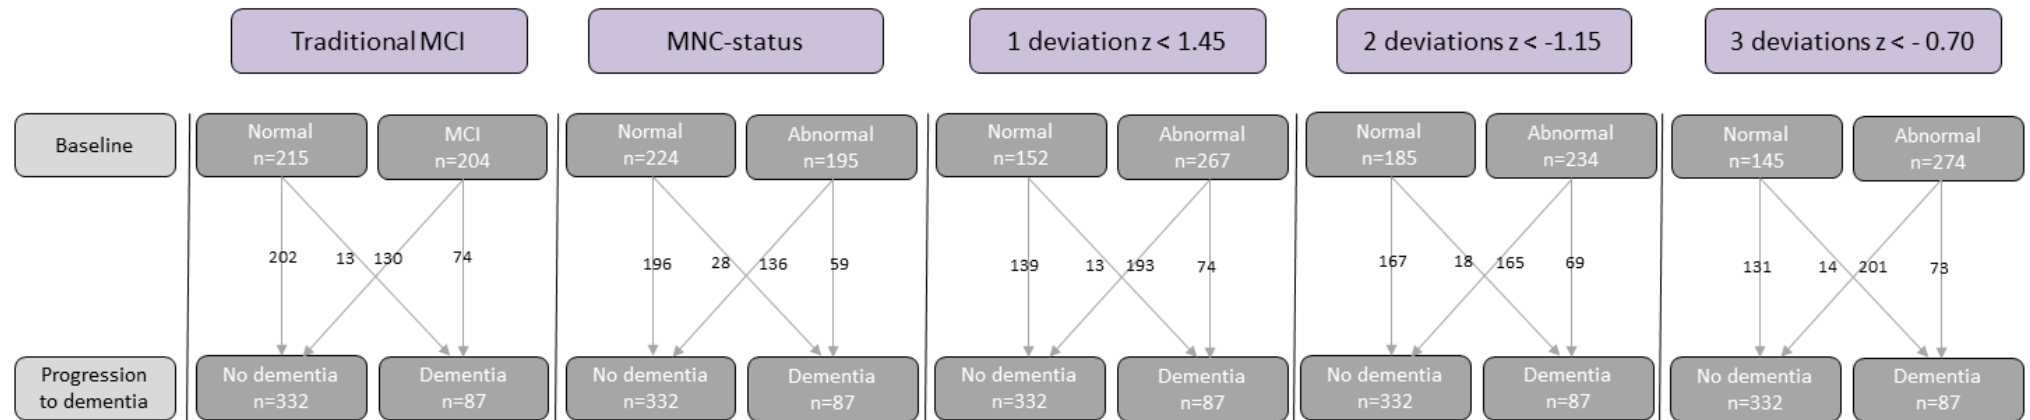 Traditional MCI
MNC-status
1 deviation z < 1.45
2 deviations z < -1.15
3 deviations z < - 0.70
Baseline
Normal
n=215
MCI
n=204
Normal
n=224
Abnormal
n=195
Normal
n=152
Abnormal
n=267
Normal
n=185
Abnormal
n=234
Normal
n=145
Abnormal
n=274
202
13
130
74
196
28
136
59
139
13
193
74
167
18
165
69
131
14
201
73
Progression
to dementia
No dementia
n=332
Dementia
n=87
No dementia
n=332
Dementia
n=87
No dementia
n=332
Dementia
n=87
No dementia
n=332
Dementia
n=87
No dementia
n=332
Dementia
n=87